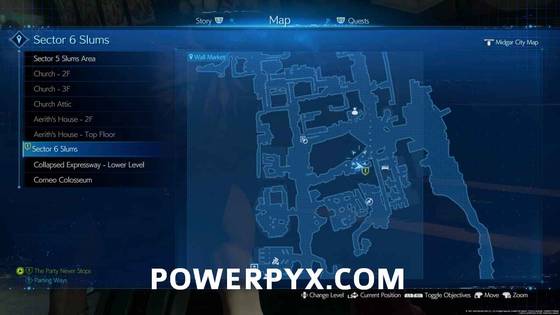 Story Map Quests
Sector 6 Slums
Midgar City Map
Sector 5 Slums Area
Church - 2F
Church - 3F
Church Attic
Aerith's House - 2F
Aerith's House - Top Floor
Sector 6 Slums
Collapsed Expressway - Lower Level
Corneo Colosseum
Wall Market
The Party Never Stops
Parting Ways
POWERPYX.COM
Change Level Current Position Toggle Objectives Move Zoom